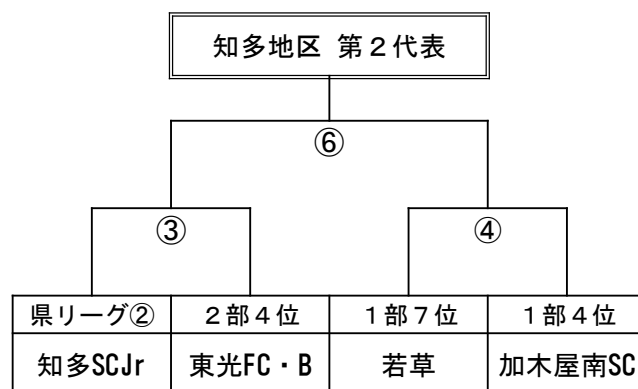 知多地区 第２代表
⑥
③ ④
県リーグ② ２部４位 １部７位 １部４位
知多SCJr 東光FC・B 若草 加木屋南SC